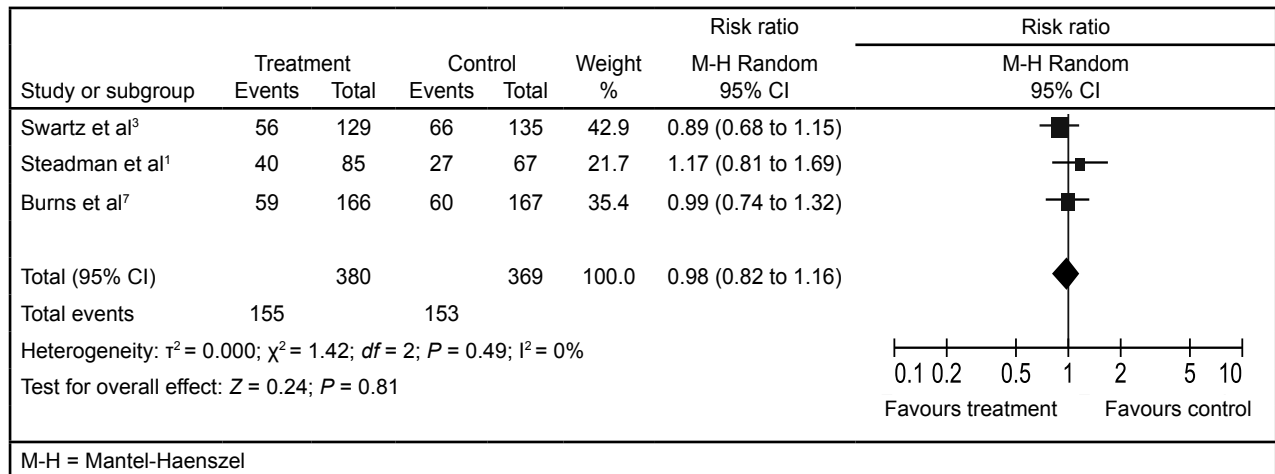 Risk ratio Risk ratio
Treatment Control Weight M-H Random M-H Random
Study or subgroup Events Total Events Total % 95% CI 95% CI
Swartz et al³ 56 129 66 135 42.9 0.89 (0.68 to 1.15)
Steadman et al¹ 40 85 27 67 21.7 1.17 (0.81 to 1.69)
Burns et al⁷ 59 166 60 167 35.4 0.99 (0.74 to 1.32)
Total (95% CI) 380 369 100.0 0.98 (0.82 to 1.16)
Total events 155 153
Heterogeneity: τ² = 0.000; χ² = 1.42; df = 2; P = 0.49; I² = 0%
Test for overall effect: Z = 0.24; P = 0.81
0.1 0.2 0.5 1 2 5 10
Favours treatment Favours control
M-H = Mantel-Haenszel